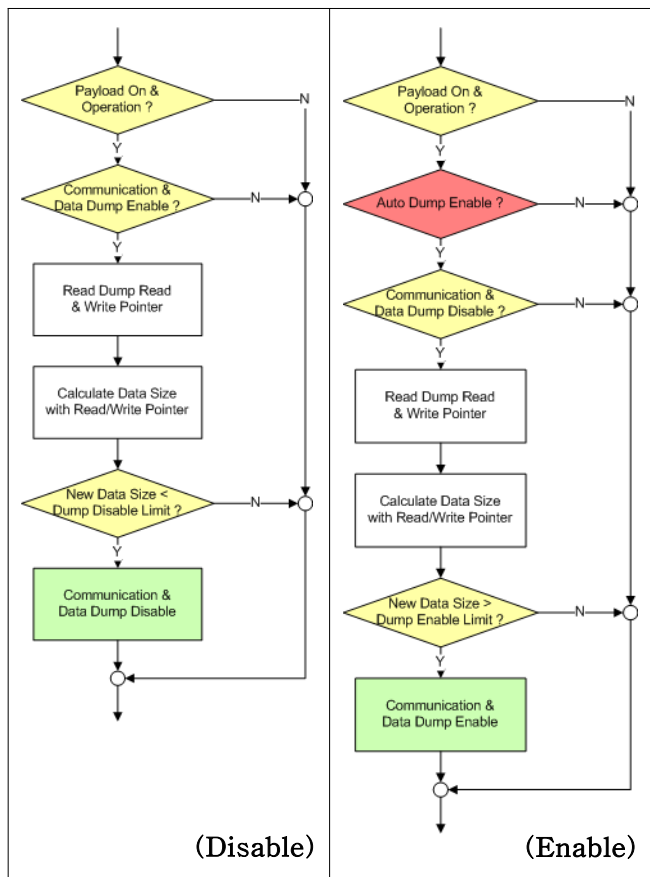 Payload On &
Operation ?
N
Y
Communication &
Data Dump Enable ?
N
Y
Read Dump Read
& Write Pointer
Calculate Data Size
with Read/Write Pointer
New Data Size <
Dump Disable Limit ?
N
Y
Communication &
Data Dump Disable
(Disable)
Payload On &
Operation ?
N
Y
Auto Dump Enable ?
N
Y
Communication &
Data Dump Disable ?
N
Y
Read Dump Read
& Write Pointer
Calculate Data Size
with Read/Write Pointer
New Data Size >
Dump Enable Limit ?
N
Y
Communication &
Data Dump Enable
(Enable)